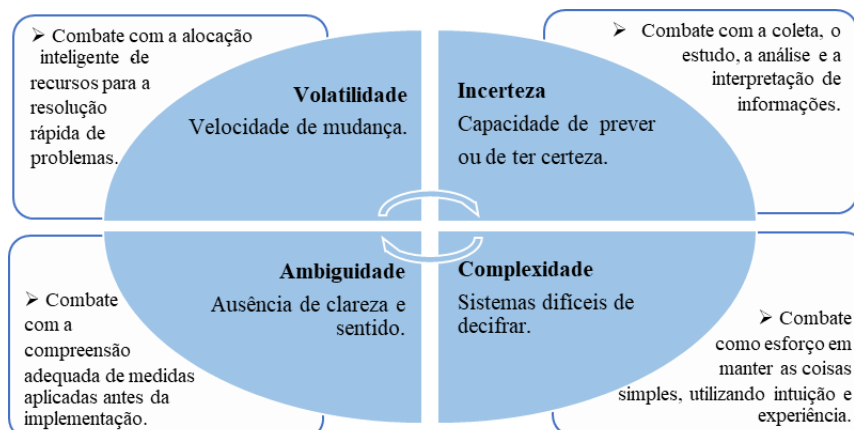 ➢ Combate com a alocação
inteligente de
recursos para a
resolução
rápida de
problemas.
Volatilidade
Velocidade de mudança.
Incerteza
Capacidade de prever
ou de ter certeza.
➢ Combate com a coleta, o
estudo, a análise e a
interpretação de
informações.
➢ Combate
com a
compreensão
adequada de medidas
aplicadas antes da
implementação.
Ambiguidade
Ausência de clareza e
sentido.
Complexidade
Sistemas difíceis de
decifrar.
➢ Combate
como esforço em
manter as coisas
simples, utilizando intuição e
experiência.